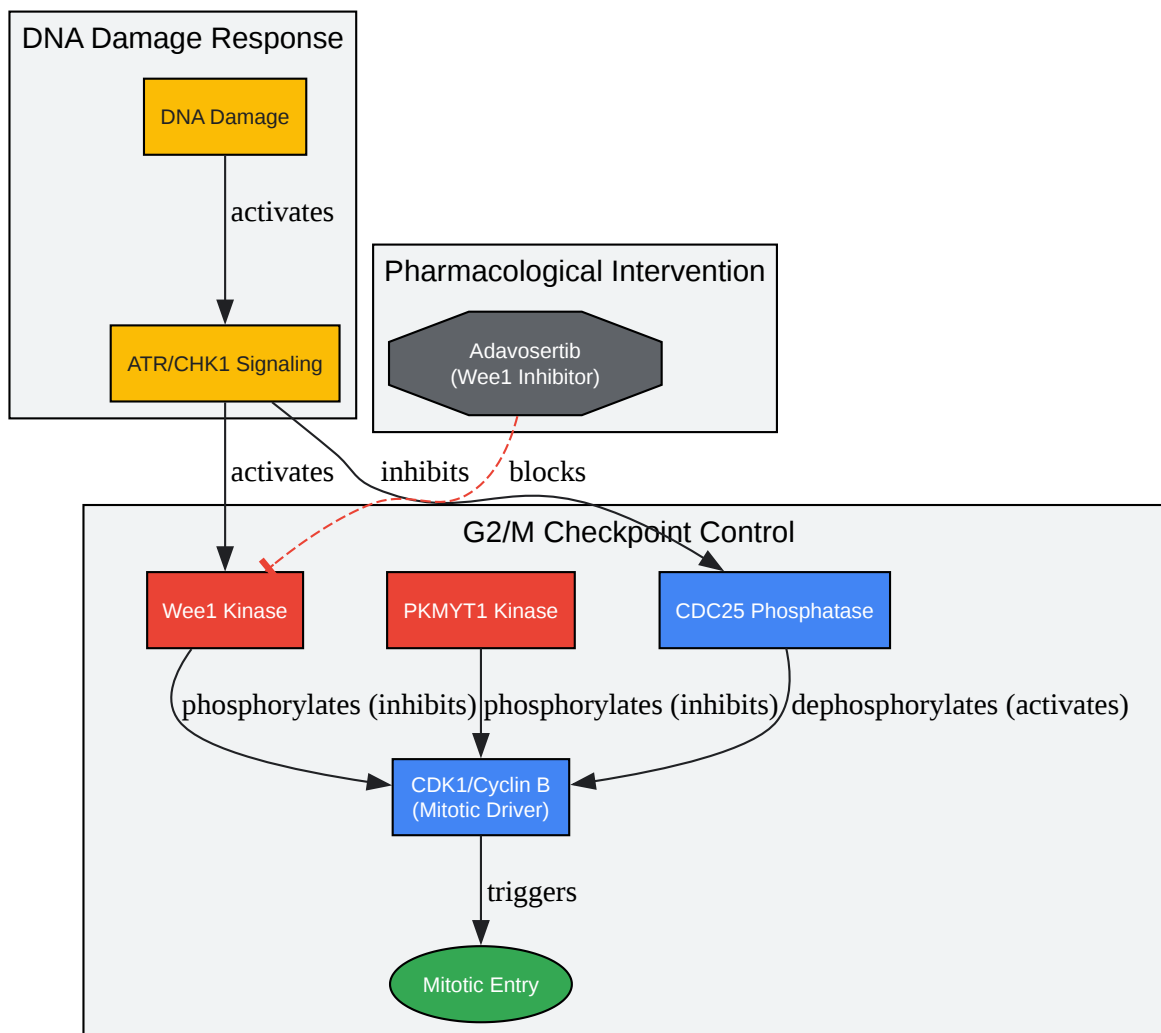 DNA Damage Response
DNA Damage
activates
Pharmacological Intervention
ATR/CHK1 Signaling
Adavosertib
(Wee1 Inhibitor)
activates
inhibits
blocks
G2/M Checkpoint Control
Wee1 Kinase
PKMYT1 Kinase
CDC25 Phosphatase
phosphorylates (inhibits)
phosphorylates (inhibits)
dephosphorylates (activates)
CDK1/Cyclin B
(Mitotic Driver)
triggers
Mitotic Entry